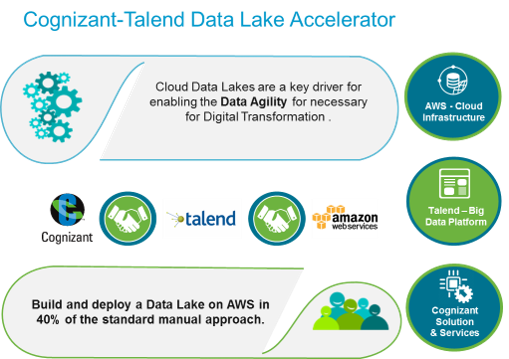 Cognizant-Talend Data Lake Accelerator
Cloud Data Lakes are a key driver for
enabling the Data Agility for necessary
for Digital Transformation .
AWS - Cloud
Infrastructure
Talend – Big
Data Platform
Cognizant
talend
amazon
webservices
Build and deploy a Data Lake on AWS in
40% of the standard manual approach.
Cognizant
Solution
& Services